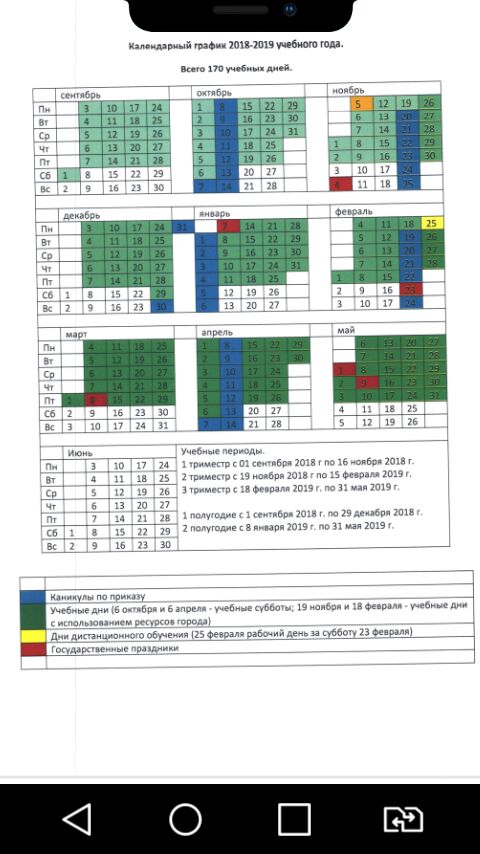 Календарный график 2018-2019 учебного года.
Всего 170 учебных дней.
сентябрь октябрь ноябрь
Пн 3 10 17 24 1 8 15 22 29 5 12 19 26
Вт 4 11 18 25 2 9 16 23 30 6 13 20 27
Ср 5 12 19 26 3 10 17 24 31 7 14 21 28
Чт 6 13 20 27 4 11 18 25 1 8 15 22 29
Пт 7 14 21 28 5 12 19 26 2 9 16 23 30
Сб 1 8 15 22 29 6 13 20 27 3 10 17 24
Вс 2 9 16 23 30 7 14 21 28 4 11 18 25
декабрь январь февраль
Пн 3 10 17 24 31 7 14 21 28 4 11 18 25
Вт 4 11 18 25 1 8 15 22 29 5 12 19 26
Ср 5 12 19 26 2 9 16 23 30 6 13 20 27
Чт 6 13 20 27 3 10 17 24 31 7 14 21 28
Пт 7 14 21 28 4 11 18 25 1 8 15 22
Сб 1 8 15 22 29 5 12 19 26 2 9 16 23
Вс 2 9 16 23 30 6 13 20 27 3 10 17 24
март апрель май
Пн 4 11 18 25 1 8 15 22 29 6 13 20 27
Вт 5 12 19 26 2 9 16 23 30 7 14 21 28
Ср 6 13 20 27 3 10 17 24 1 8 15 22 29
Чт 7 14 21 28 4 11 18 25 2 9 16 23 30
Пт 1 8 15 22 29 5 12 19 26 3 10 17 24 31
Сб 2 9 16 23 30 6 13 20 27 4 11 18 25
Вс 3 10 17 24 31 7 14 21 28 5 12 19 26
Июнь
Пн 3 10 17 24
Вт 4 11 18 25
Ср 5 12 19 26
Чт 6 13 20 27
Пт 7 14 21 28
Сб 1 8 15 22 29
Вс 2 9 16 23 30
Учебные периоды.
1 триместр с 01 сентября 2018 г по 16 ноября 2018 г.
2 триместр с 19 ноября 2018 г по 15 февраля 2019 г.
3 триместр с 18 февраля 2019 г. по 31 мая 2019 г.
1 полугодие с 1 сентября 2018 г. по 29 декабря 2018 г.
2 полугодие с 8 января 2019 г. по 31 мая 2019 г.
Каникулы по приказу
Учебные дни (6 октября и 6 апреля - учебные субботы; 19 ноября и 18 февраля - учебные дни
с использованием ресурсов города)
Дни дистанционного обучения (25 февраля рабочий день за субботу 23 февраля)
Государственные праздники